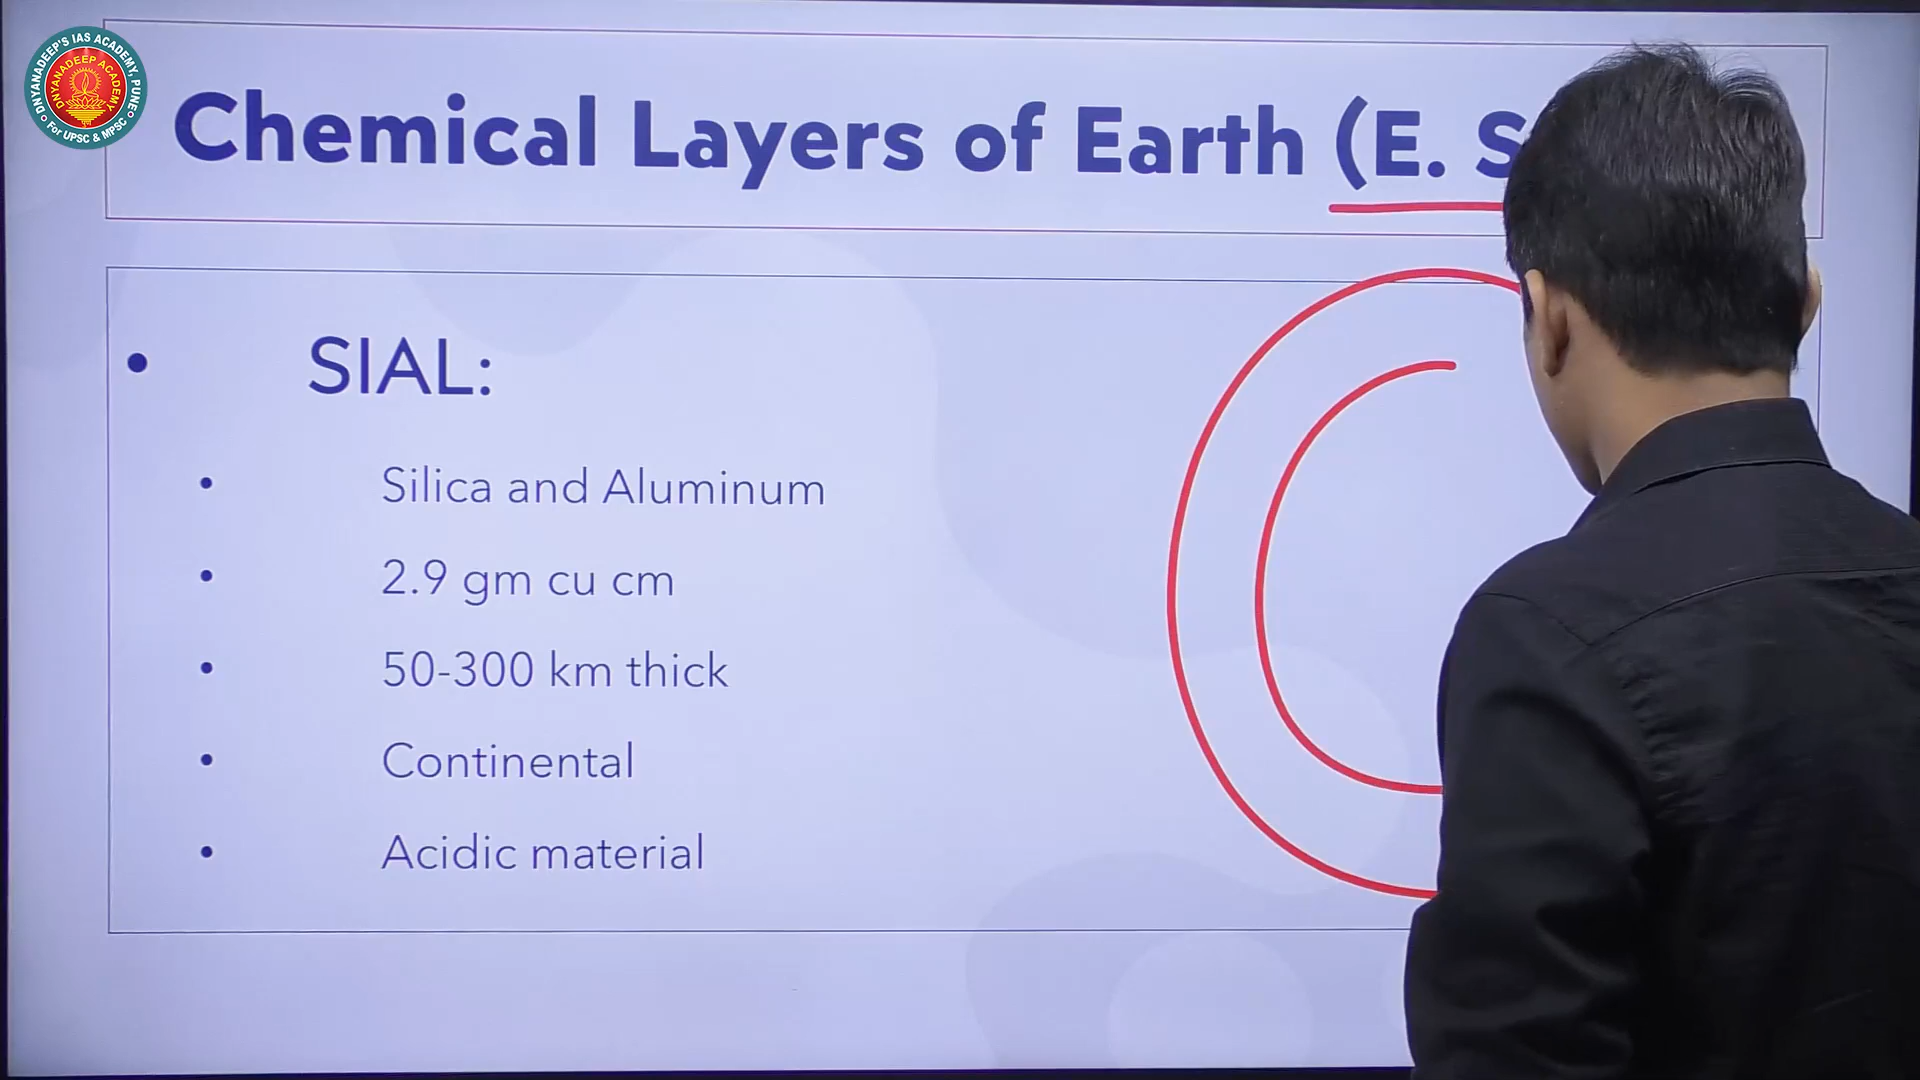 DNYANADEEP'S IAS ACADEMY, PUNE
DNYANADEEP ACADEMY
For UPSC & MPSC
Chemical Layers of Earth (E. S
• SIAL:
• Silica and Aluminum
• 2.9 gm cu cm
• 50-300 km thick
• Continental
• Acidic material